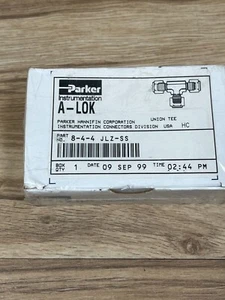 Parker
Instrumentation
A-LOK
PARKER HANNIFIN CORPORATION UNION TEE
INSTRUMENTATION CONNECTORS DIVISION USA HC
PART NO. 8-4-4 JLZ-SS
BOX QTY 1 DATE 09 SEP 99 TIME 02:44 PM